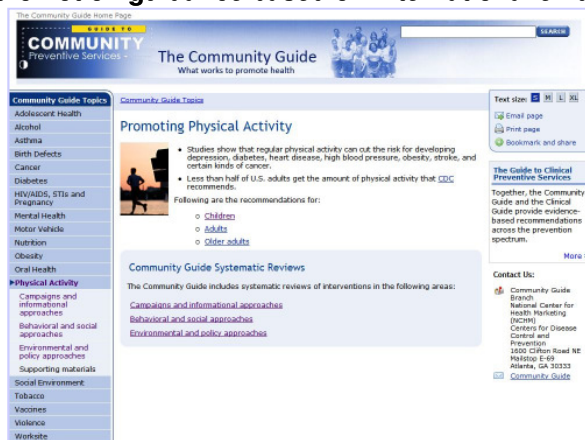 The Community Guide Home Page
GUIDE TO
COMMUNITY
Preventive Services
The Community Guide
What works to promote health
SEARCH
Community Guide Topics
Adolescent Health
Alcohol
Asthma
Birth Defects
Cancer
Diabetes
HIV/AIDS, STIs and
Pregnancy
Mental Health
Motor Vehicle
Nutrition
Obesity
Oral Health
Physical Activity
Campaigns and
informational
approaches
Behavioral and social
approaches
Environmental and
policy approaches
Supporting materials
Social Environment
Tobacco
Vaccines
Violence
Worksite
Community Guide Topics
Promoting Physical Activity
• Studies show that regular physical activity can cut the risk for developing
depression, diabetes, heart disease, high blood pressure, obesity, stroke, and
certain kinds of cancer.
• Less than half of U.S. adults get the amount of physical activity that CDC
recommends.
Following are the recommendations for:
o Children
o Adults
o Older adults
Community Guide Systematic Reviews
The Community Guide includes systematic reviews of interventions in the following areas:
Campaigns and informational approaches
Behavioral and social approaches
Environmental and policy approaches
Text size: S M L XL
Email page
Print page
Bookmark and share
The Guide to Clinical
Preventive Services
Together, the Community
Guide and the Clinical
Guide provide evidence-
based recommendations
across the prevention
spectrum.
More
Contact Us:
Community Guide
Branch
National Center for
Health Marketing
(NCHM)
Centers for Disease
Control and
Prevention
1600 Clifton Road NE
Mailstop E-69
Atlanta, GA 30333
Community Guide